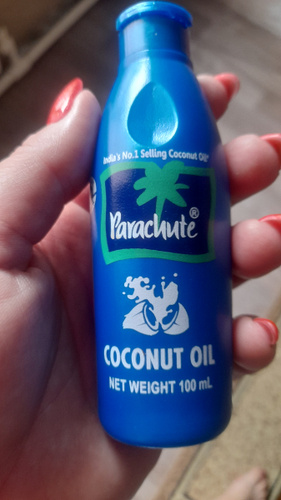 India's No.1 Selling Coconut Oil*
Parachute®
COCONUT OIL
NET WEIGHT 100 mL